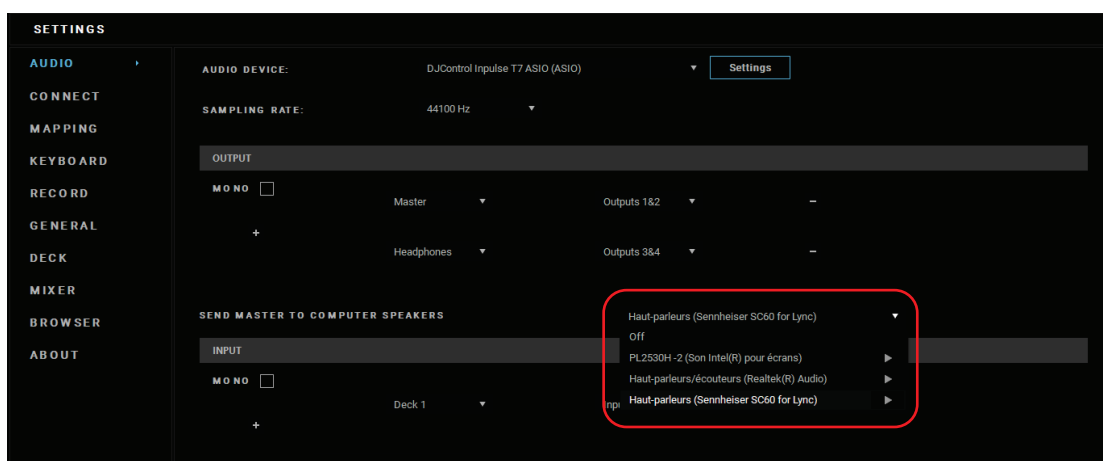 SETTINGS
AUDIO
CONNECT
MAPPING
KEYBOARD
RECORD
GENERAL
DECK
MIXER
BROWSER
ABOUT
AUDIO DEVICE: DJControl Inpulse T7 ASIO (ASIO) Settings
SAMPLING RATE: 44100 Hz
OUTPUT
MONO
Master Outputs 1&2 –
+
Headphones Outputs 3&4 –
SEND MASTER TO COMPUTER SPEAKERS Haut-parleurs (Sennheiser SC60 for Lync)
Off
PL2530H -2 (Son Intel(R) pour écrans)
Haut-parleurs/écouteurs (Realtek(R) Audio)
Haut-parleurs (Sennheiser SC60 for Lync)
INPUT
MONO
Deck 1
+